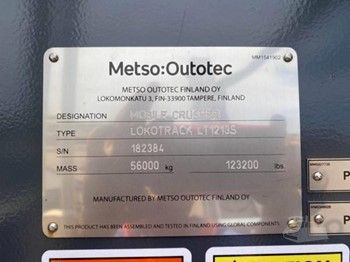 MM1541902
Metso:Outotec
METSO OUTOTEC FINLAND OY
LOKOMONKATU 3, FIN-33900 TAMPERE, FINLAND
DESIGNATION MOBILE CRUSHER
TYPE LOKOTRACK LT1213S
S/N 182384
MASS 56000 kg 123200 lbs.
MANUFACTURED BY METSO OUTOTEC FINLAND OY
THIS PRODUCT HAS BEEN ASSEMBLED AND TESTED IN FINLAND USING GLOBAL COMPONENTS
P
P